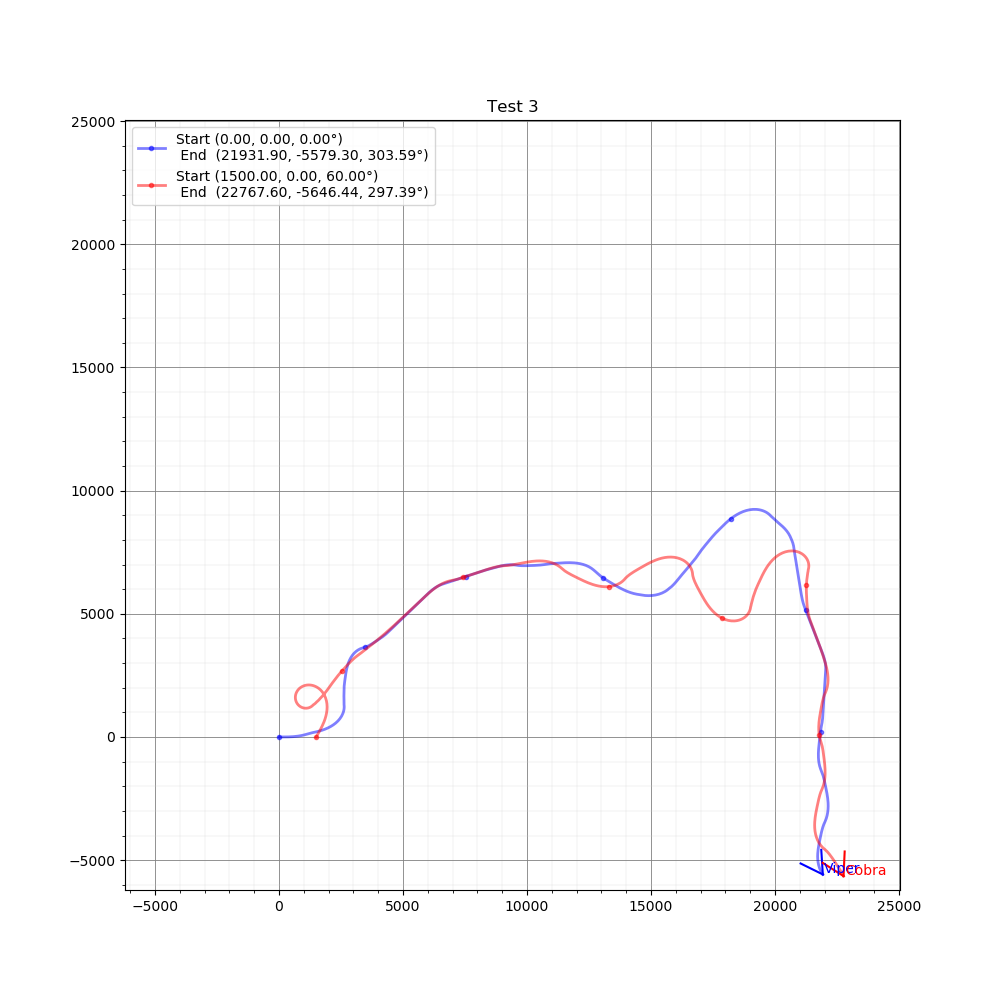 Test 3
25000
20000
15000
10000
5000
0
−5000
Start (0.00, 0.00, 0.00°)
End (21931.90, -5579.30, 303.59°)
Start (1500.00, 0.00, 60.00°)
End (22767.60, -5646.44, 297.39°)
Viper
Cobra
−5000 0 5000 10000 15000 20000 25000